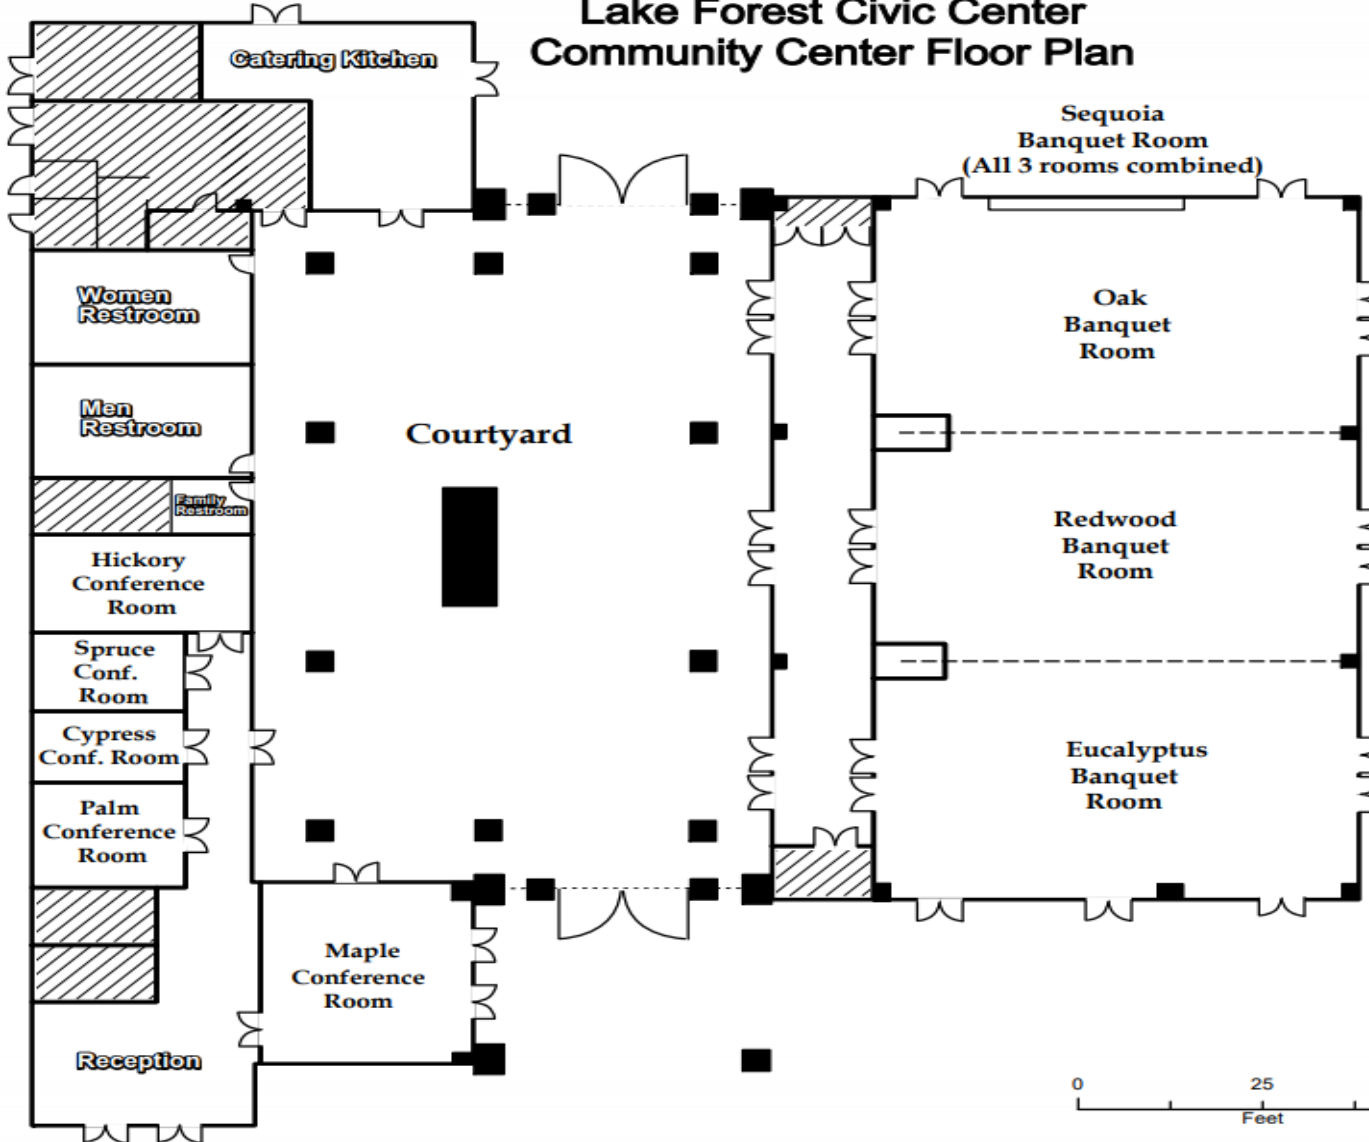 Lake Forest Civic Center
Community Center Floor Plan
Catering Kitchen
Sequoia
Banquet Room
(All 3 rooms combined)
Women
Restroom
Oak
Banquet
Room
Men
Restroom
Courtyard
Family
Restroom
Redwood
Banquet
Room
Hickory
Conference
Room
Spruce
Conf.
Room
Cypress
Conf. Room
Eucalyptus
Banquet
Room
Palm
Conference
Room
Maple
Conference
Room
Reception
0 25
Feet